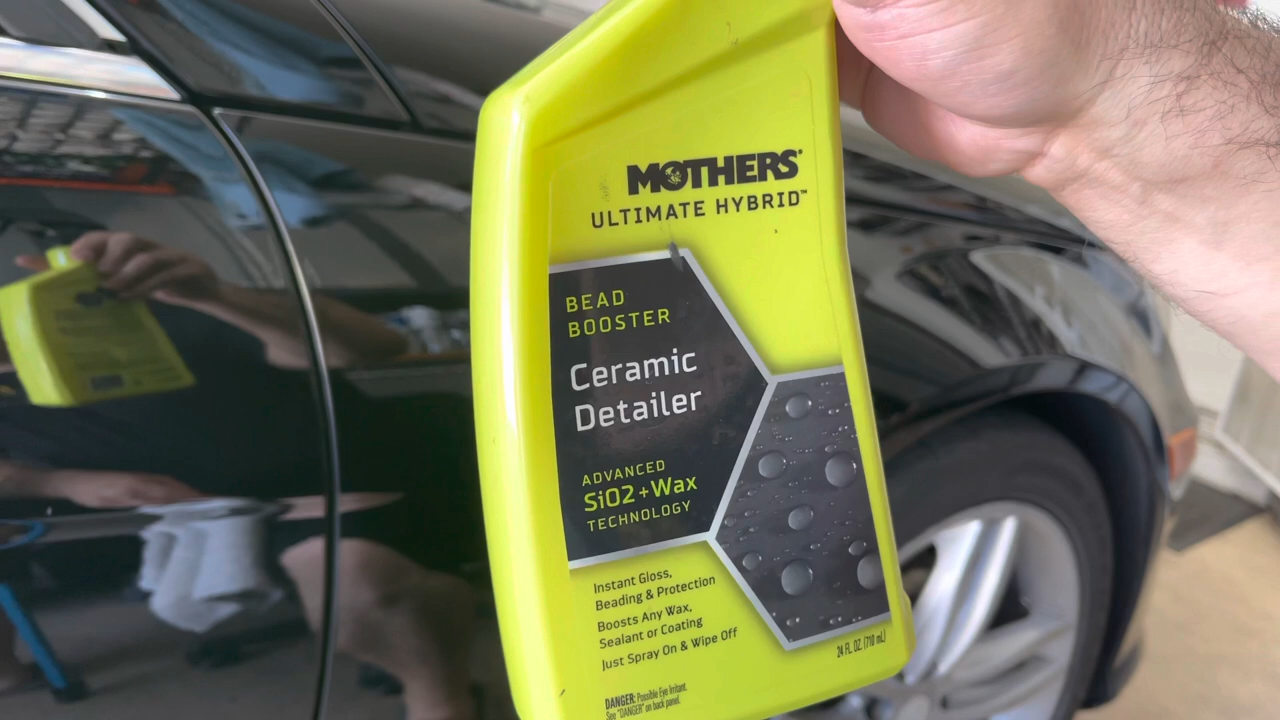 MOTHERS®
ULTIMATE HYBRID™
BEAD
BOOSTER
Ceramic
Detailer
ADVANCED
SiO2+Wax
TECHNOLOGY
Instant Gloss,
Beading & Protection
Boosts Any Wax,
Sealant or Coating
Just Spray On & Wipe Off
24 FL. OZ. (710 mL)
DANGER: Possible Eye Irritant.
See "DANGER" on back panel.